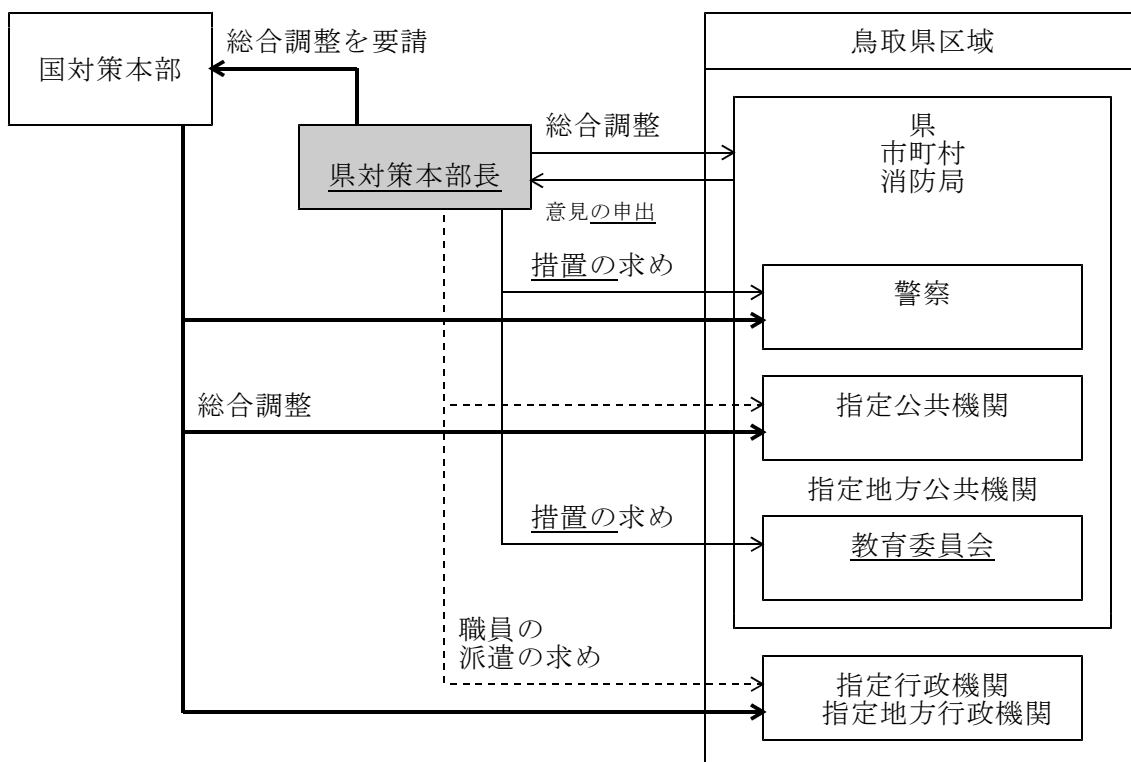 総合調整を要請
鳥取県区域
国対策本部
総合調整
県
市町村
消防局
県対策本部長
意見の申出
措置の求め
警察
総合調整
指定公共機関
指定地方公共機関
措置の求め
教育委員会
職員の
派遣の求め
指定行政機関
指定地方行政機関